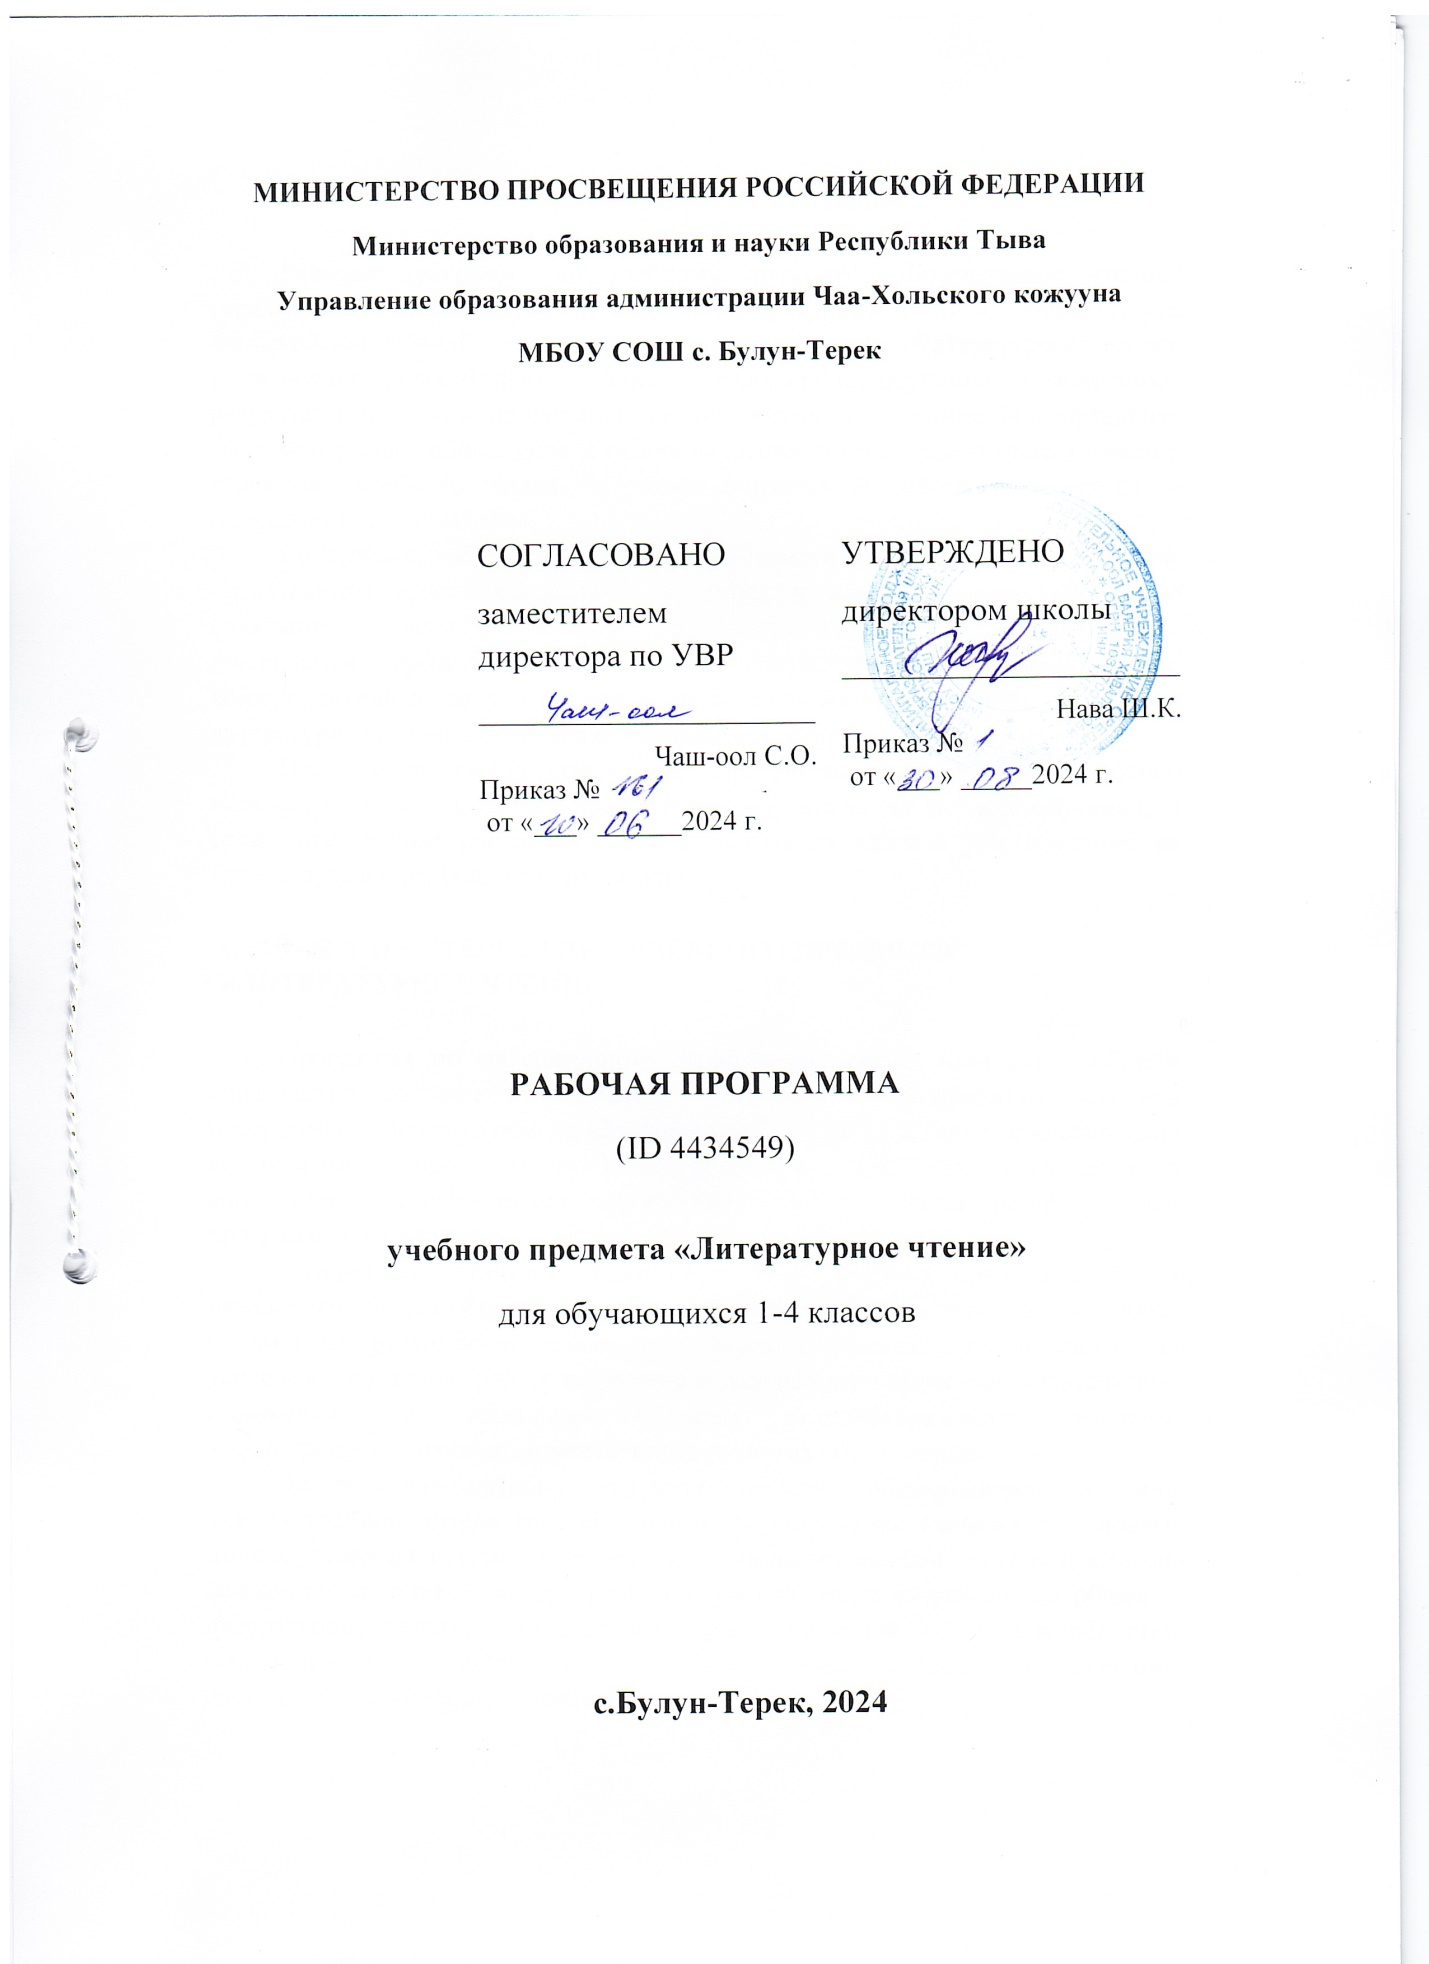 МИНИСТЕРСТВО ПРОСВЕЩЕНИЯ РОССИЙСКОЙ ФЕДЕРАЦИИ
Министерство образования и науки Республики Тыва
Управление образования администрации Чаа-Хольского кожууна
МБОУ СОШ с. Булун-Терек
СОГЛАСОВАНО
заместителем
директора по УВР
Чаш-оол
Чаш-оол С.О.
Приказ № 161
от «10» 06 2024 г.
УТВЕРЖДЕНО
директором школы
Нава Ш.К.
Приказ № 1
от «30» 08 2024 г.
РАБОЧАЯ ПРОГРАММА
(ID 4434549)
учебного предмета «Литературное чтение»
для обучающихся 1-4 классов
с.Булун-Терек, 2024